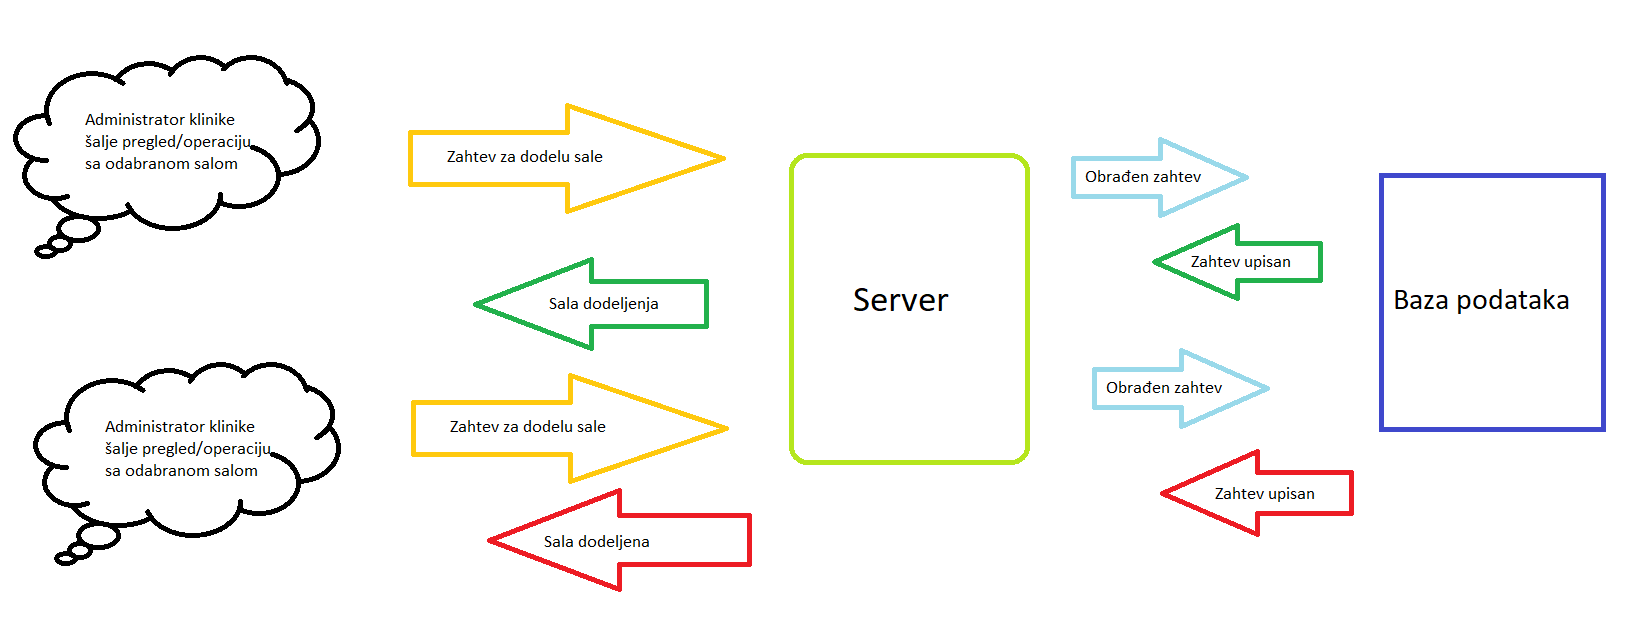 Administrator klinike
šalje pregled/operaciju
sa odabranom salom
Zahtev za dodelu sale
Sala dodeljenja
Server
Obrađen zahtev
Zahtev upisan
Baza podataka
Administrator klinike
šalje pregled/operaciju
sa odabranom salom
Zahtev za dodelu sale
Sala dodeljena
Obrađen zahtev
Zahtev upisan